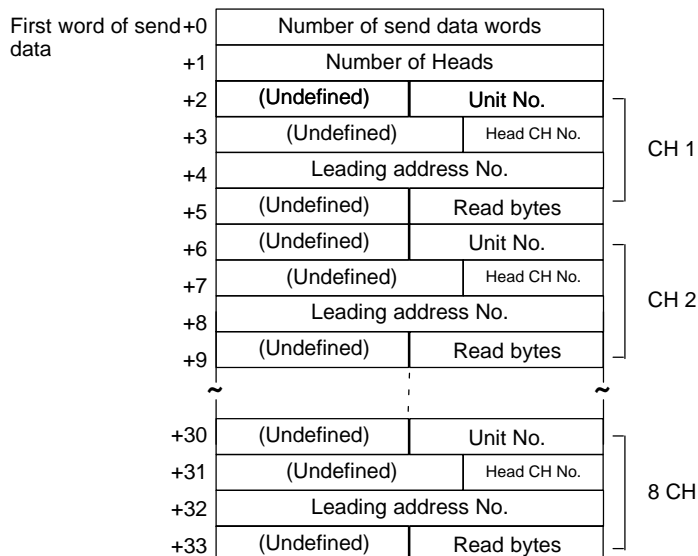 First word of send data
+0 Number of send data words
+1 Number of Heads
+2 (Undefined) Unit No.
+3 (Undefined) Head CH No.
CH 1
+4 Leading address No.
+5 (Undefined) Read bytes
+6 (Undefined) Unit No.
+7 (Undefined) Head CH No.
CH 2
+8 Leading address No.
+9 (Undefined) Read bytes
~ ~
+30 (Undefined) Unit No.
+31 (Undefined) Head CH No.
8 CH
+32 Leading address No.
+33 (Undefined) Read bytes